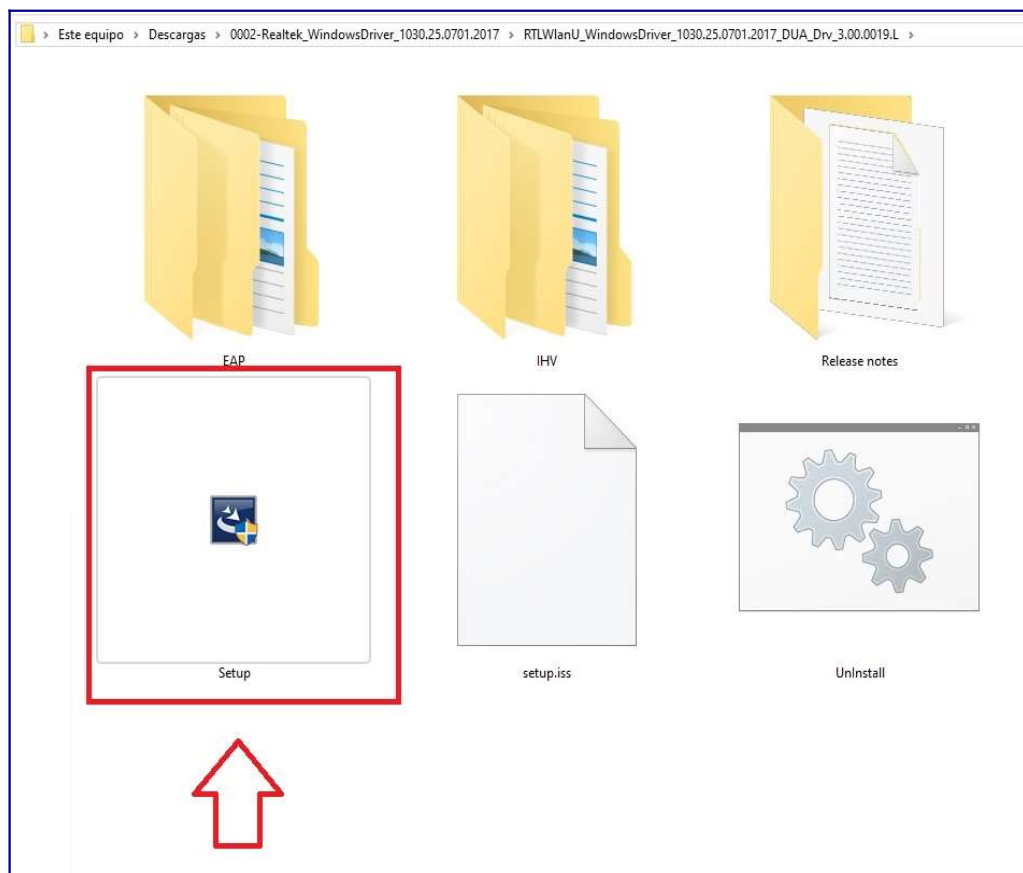 Este equipo > Descargas > 0002-Realtek_WindowsDriver_1030.25.0701.2017 > RTLWlanU_WindowsDriver_1030.25.0701.2017_DUA_Drv_3.00.0019.L >
EAP IHV Release notes
Setup setup.iss UnInstall